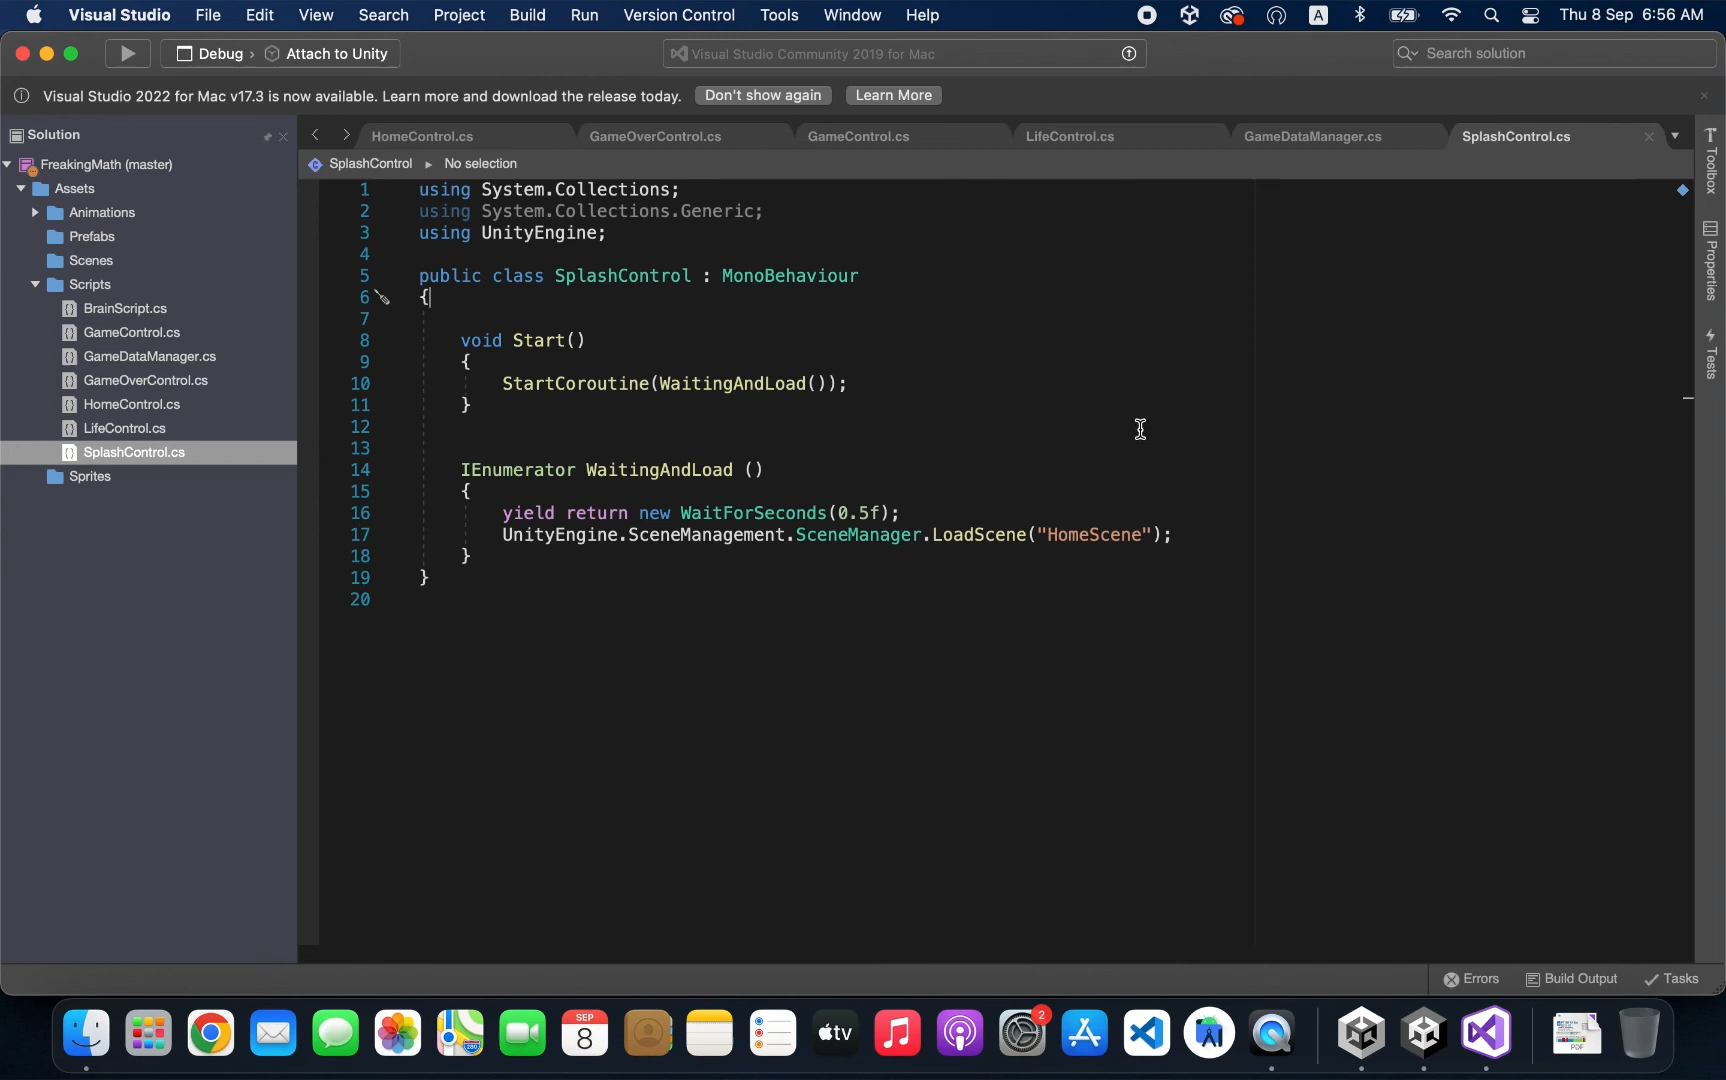 Visual Studio File Edit View Search Project Build Run Version Control Tools Window Help A Thu 8 Sep 6:56 AM
Debug › Attach to Unity Visual Studio Community 2019 for Mac Search solution
Visual Studio 2022 for Mac v17.3 is now available. Learn more and download the release today. Don't show again Learn More
Solution
FreakingMath (master)
Assets
Animations
Prefabs
Scenes
Scripts
BrainScript.cs
GameControl.cs
GameDataManager.cs
GameOverControl.cs
HomeControl.cs
LifeControl.cs
SplashControl.cs
Sprites
HomeControl.cs GameOverControl.cs GameControl.cs LifeControl.cs GameDataManager.cs SplashControl.cs
SplashControl No selection
1 using System.Collections;
2 using System.Collections.Generic;
3 using UnityEngine;
4
5 public class SplashControl : MonoBehaviour
6 {
7
8 void Start()
9 {
10 StartCoroutine(WaitingAndLoad());
11 }
12
13
14 IEnumerator WaitingAndLoad ()
15 {
16 yield return new WaitForSeconds(0.5f);
17 UnityEngine.SceneManagement.SceneManager.LoadScene("HomeScene");
18 }
19 }
20
Toolbox
Properties
Tests
Errors Build Output Tasks
SEP
8
tv
2
PDF